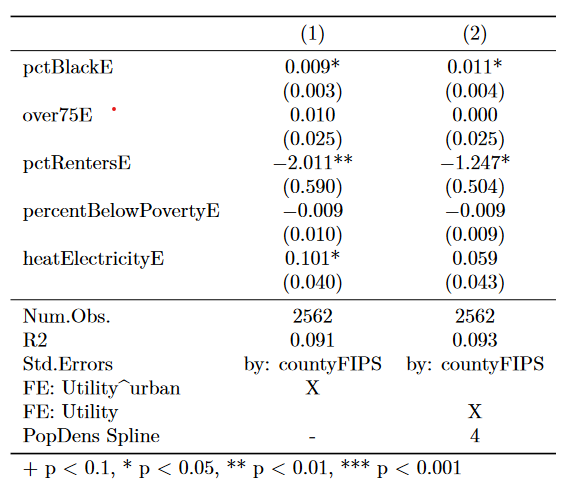 (1) (2)
pctBlackE 0.009* 0.011*
(0.003) (0.004)
over75E 0.010 0.000
(0.025) (0.025)
pctRentersE −2.011** −1.247*
(0.590) (0.504)
percentBelowPovertyE −0.009 −0.009
(0.010) (0.009)
heatElectricityE 0.101* 0.059
(0.040) (0.043)
Num.Obs. 2562 2562
R2 0.091 0.093
Std.Errors by: countyFIPS by: countyFIPS
FE: Utility^urban X
FE: Utility X
PopDens Spline - 4
+ p < 0.1, * p < 0.05, ** p < 0.01, *** p < 0.001